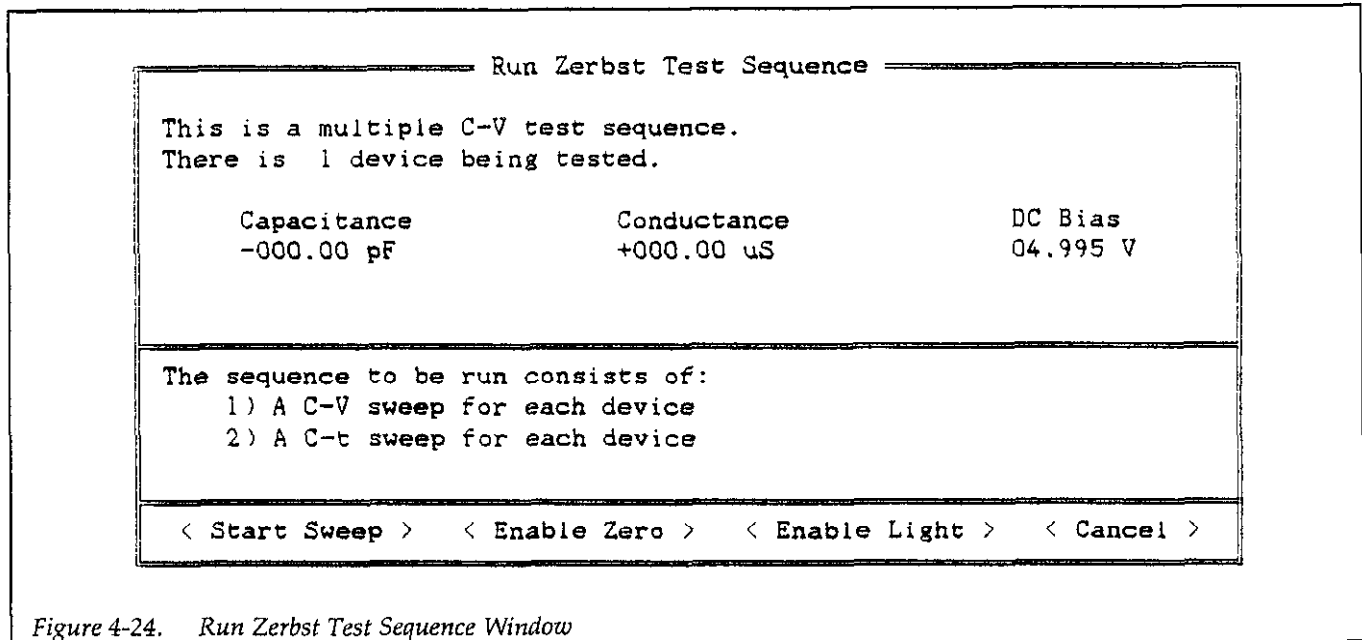 Run Zerbst Test Sequence
This is a multiple C-V test sequence.
There is 1 device being tested.
Capacitance Conductance DC Bias
-000.00 pF +000.00 uS 04.995 V
The sequence to be run consists of:
1) A C-V sweep for each device
2) A C-t sweep for each device
< Start Sweep > < Enable Zero > < Enable Light > < Cancel >
Figure 4-24. Run Zerbst Test Sequence Window